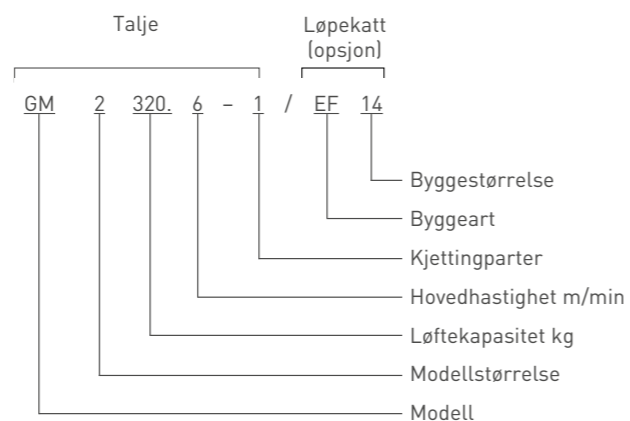 Talje
Løpekatt
(opsjon)
GM 2 320. 6 – 1 / EF 14
Byggestørrelse
Byggeart
Kjettingparter
Hovedhastighet m/min
Løftekapasitet kg
Modellstørrelse
Modell